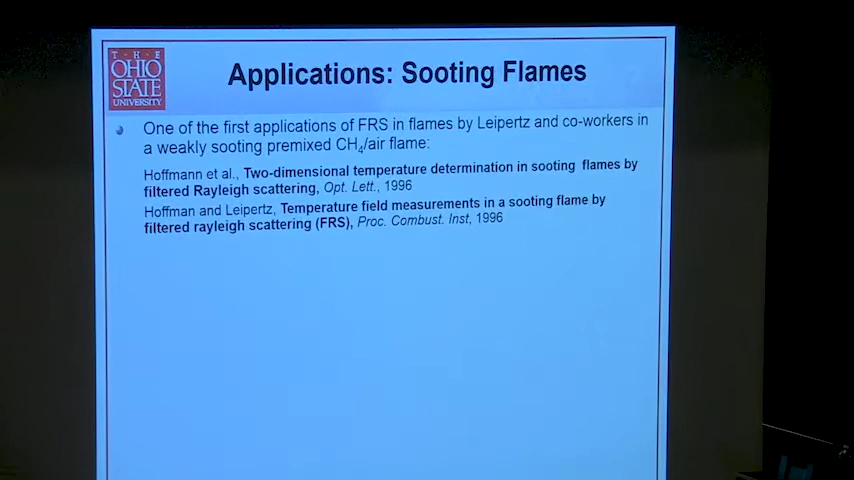 T · H · E
OHIO
STATE
UNIVERSITY
Applications: Sooting Flames
One of the first applications of FRS in flames by Leipertz and co-workers in
a weakly sooting premixed CH4/air flame:
Hoffmann et al., Two-dimensional temperature determination in sooting flames by
filtered Rayleigh scattering, Opt. Lett., 1996
Hoffman and Leipertz, Temperature field measurements in a sooting flame by
filtered rayleigh scattering (FRS), Proc. Combust. Inst, 1996